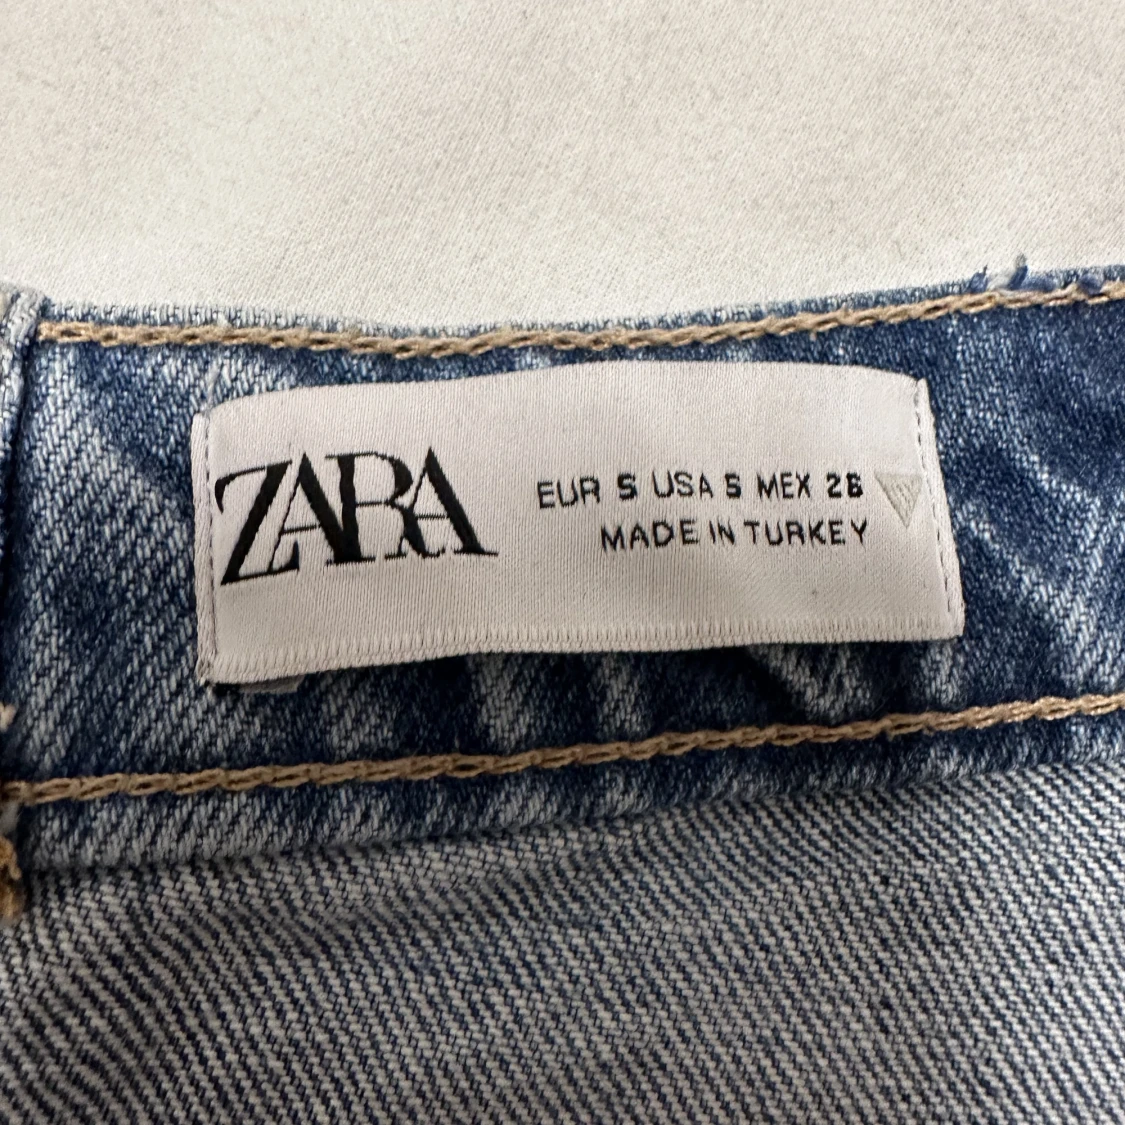 ZARA
EUR S USA S MEX 26
MADE IN TURKEY